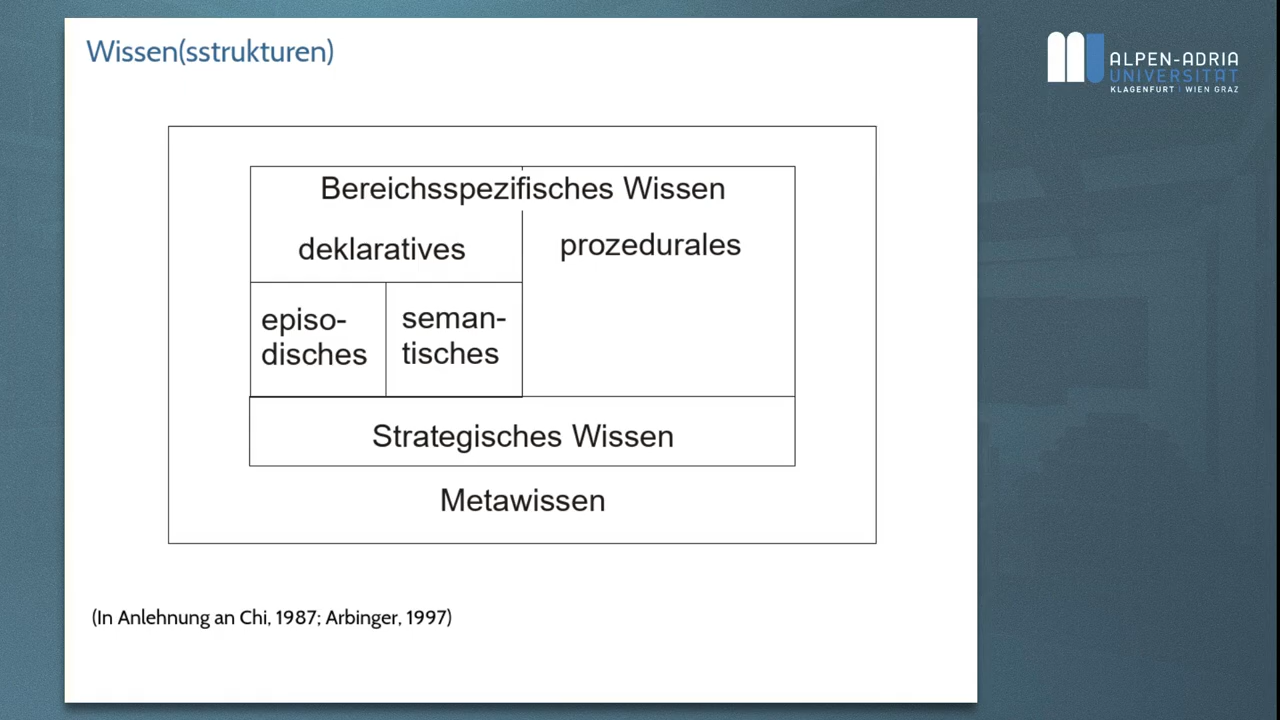 Wissen(sstrukturen)
ALPEN-ADRIA
UNIVERSITÄT
KLAGENFURT | WIEN GRAZ
Bereichsspezifisches Wissen
deklaratives
prozedurales
episo-
disches
seman-
tisches
Strategisches Wissen
Metawissen
(In Anlehnung an Chi, 1987; Arbinger, 1997)